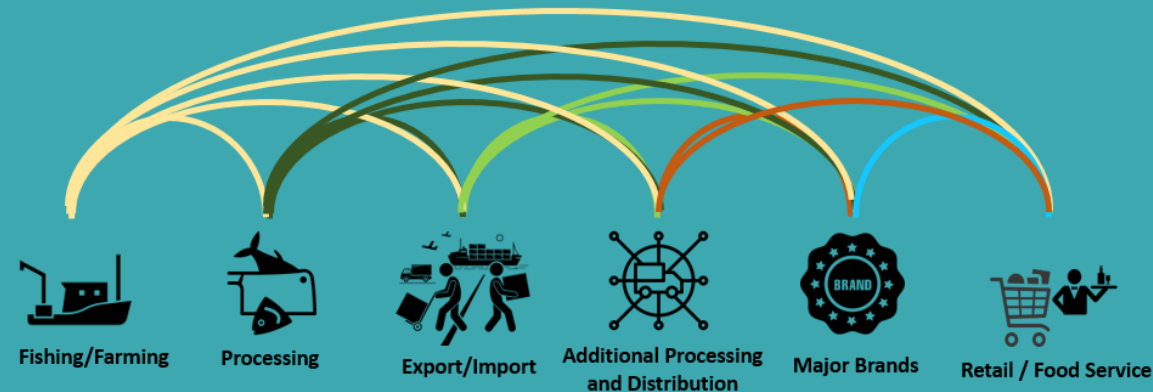 BRAND
Fishing/Farming
Processing
Export/Import
Additional Processing
and Distribution
Major Brands
Retail / Food Service